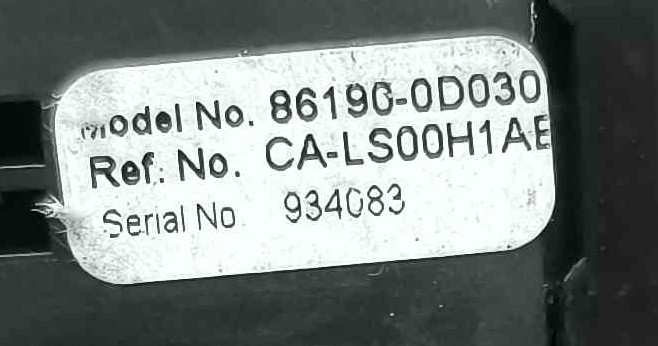 Model No. 86190-0D030
Ref. No. CA-LS00H1AE
Serial No 934083